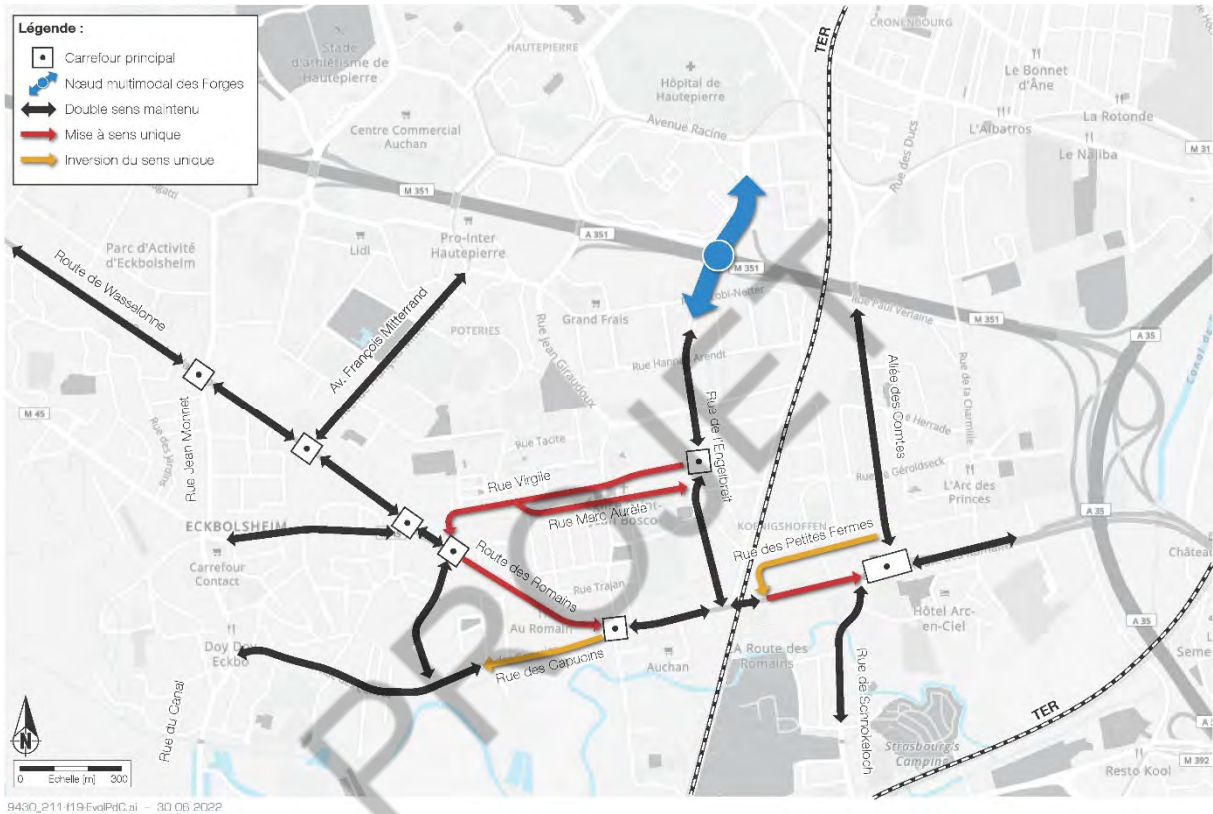 Légende :
Carrefour principal
Nœud multimodal des Forges
Double sens maintenu
Mise à sens unique
Inversion du sens unique
Stade
d'athlétisme de
Hautepierre
HAUTEPIERRE
CRONENBOURG
TER
Hôpital de
Hautepierre
Le Bonnet
d'Âne
La Rotonde
L'Albatros
Le Naliba
M 31
Centre Commercial
Auchan
Avenue Racine
Rue des Ducs
M 351
A 351
M 351
Parc d'Activité
d'Eckbolsheim
Lidl
Pro-Inter
Hautepierre
Rue Paul Verlaine
M 351
A 35
Route de Wasselonne
Av. François Mitterrand
POTERIES
Grand Frais
Rue Jean Giraudoux
Rue Hannah Arendt
Rue de l'Engelbreit
Allée des Comtes
Rue de la Charmille
Herrade
M 45
Rue Jean Monnet
Rue Tacite
Rue de Géroldseck
L'Arc des
Princes
Rue Virgile
Rue Marc Aurèle
Bosco
KOENIGSHOFFEN
Rue des Petites Fermes
A 35
ECKBOLSHEIM
Carrefour
Contact
Route des Romains
Rue Trajan
Hôtel Arc-
en-Ciel
Au Romain
Auchan
La Route des
Romains
A 35
Rue des Capucins
Rue du Canal
Rue de Schnokeloch
Strasbourg's
Camping
TER
Resto Kool
M 392
N
0 Echelle [m] 300
PROJET
9430_211-f19-EvolPdC.ai - 30.06.2022